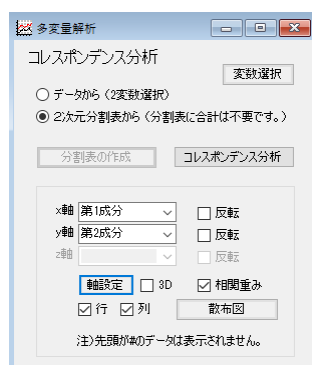 多変量解析
コレスポンデンス分析
変数選択
データから（2変数選択）
2次元分割表から（分割表に合計は不要です。）
分割表の作成 コレスポンデンス分析
x軸 第1成分 反転
y軸 第2成分 反転
z軸 反転
軸設定 3D 相関重み
行 列 散布図
注）先頭が#のデータは表示されません。